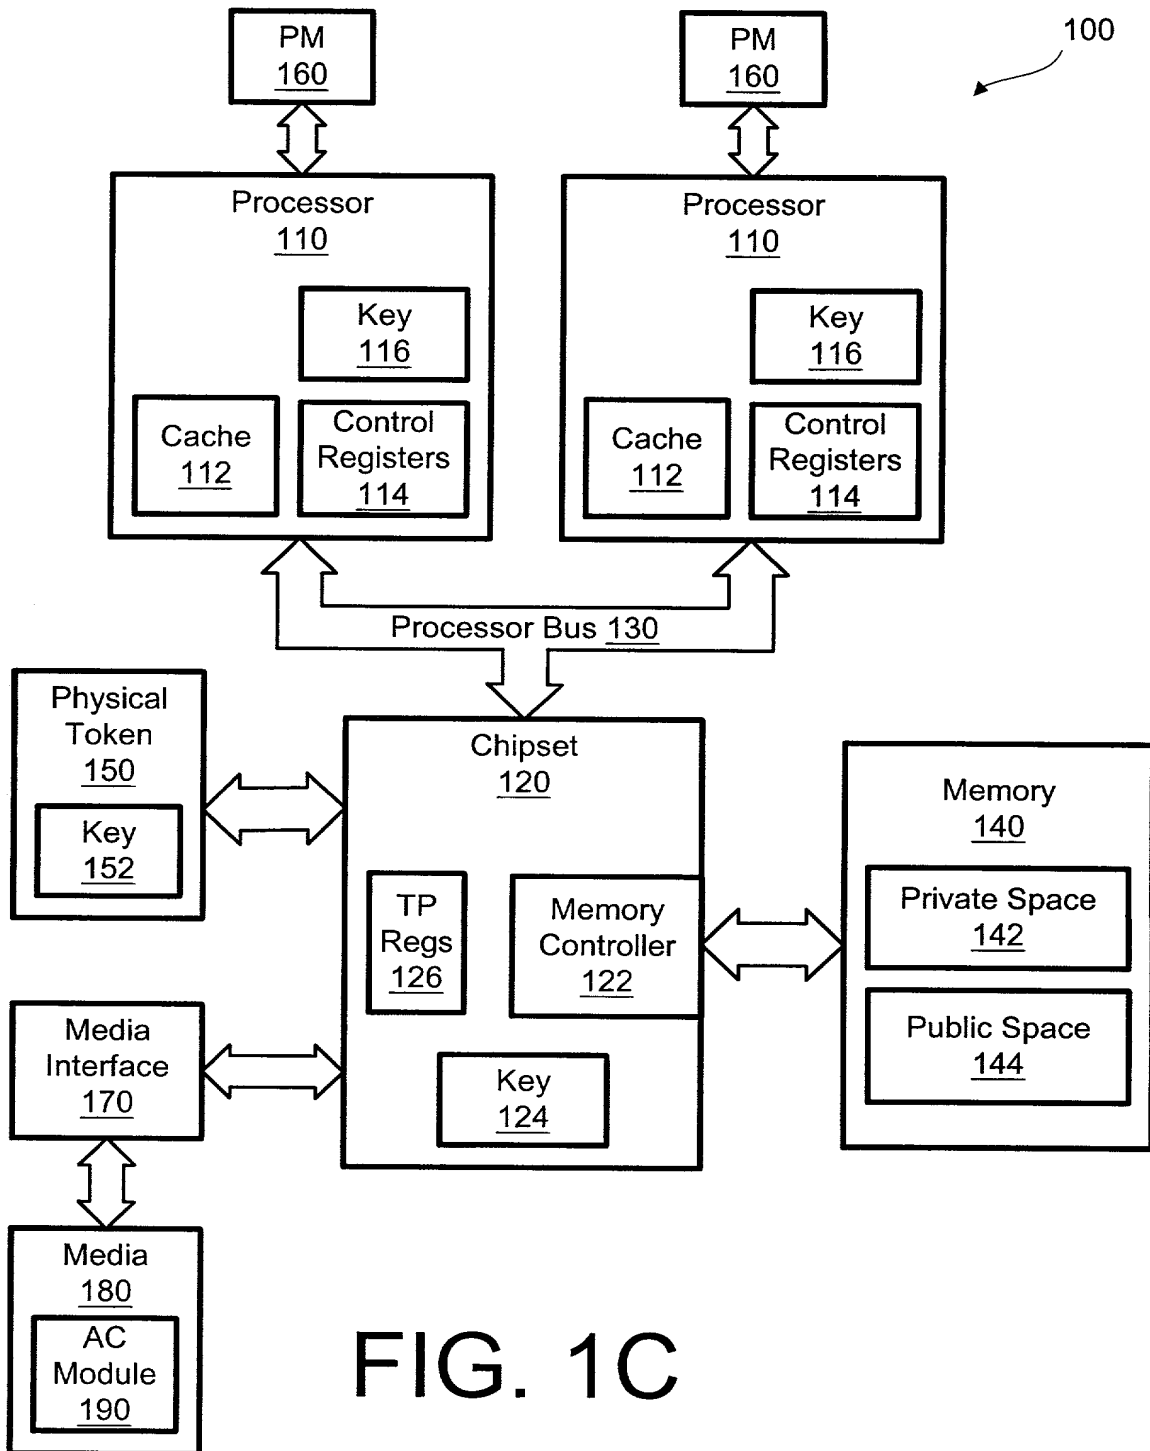 100
PM
160
PM
160
Processor
110
Key
116
Cache
112
Control
Registers
114
Processor
110
Key
116
Cache
112
Control
Registers
114
Processor Bus 130
Physical
Token
150
Key
152
Chipset
120
TP
Regs
126
Memory
Controller
122
Key
124
Memory
140
Private Space
142
Public Space
144
Media
Interface
170
Media
180
AC
Module
190
FIG. 1C